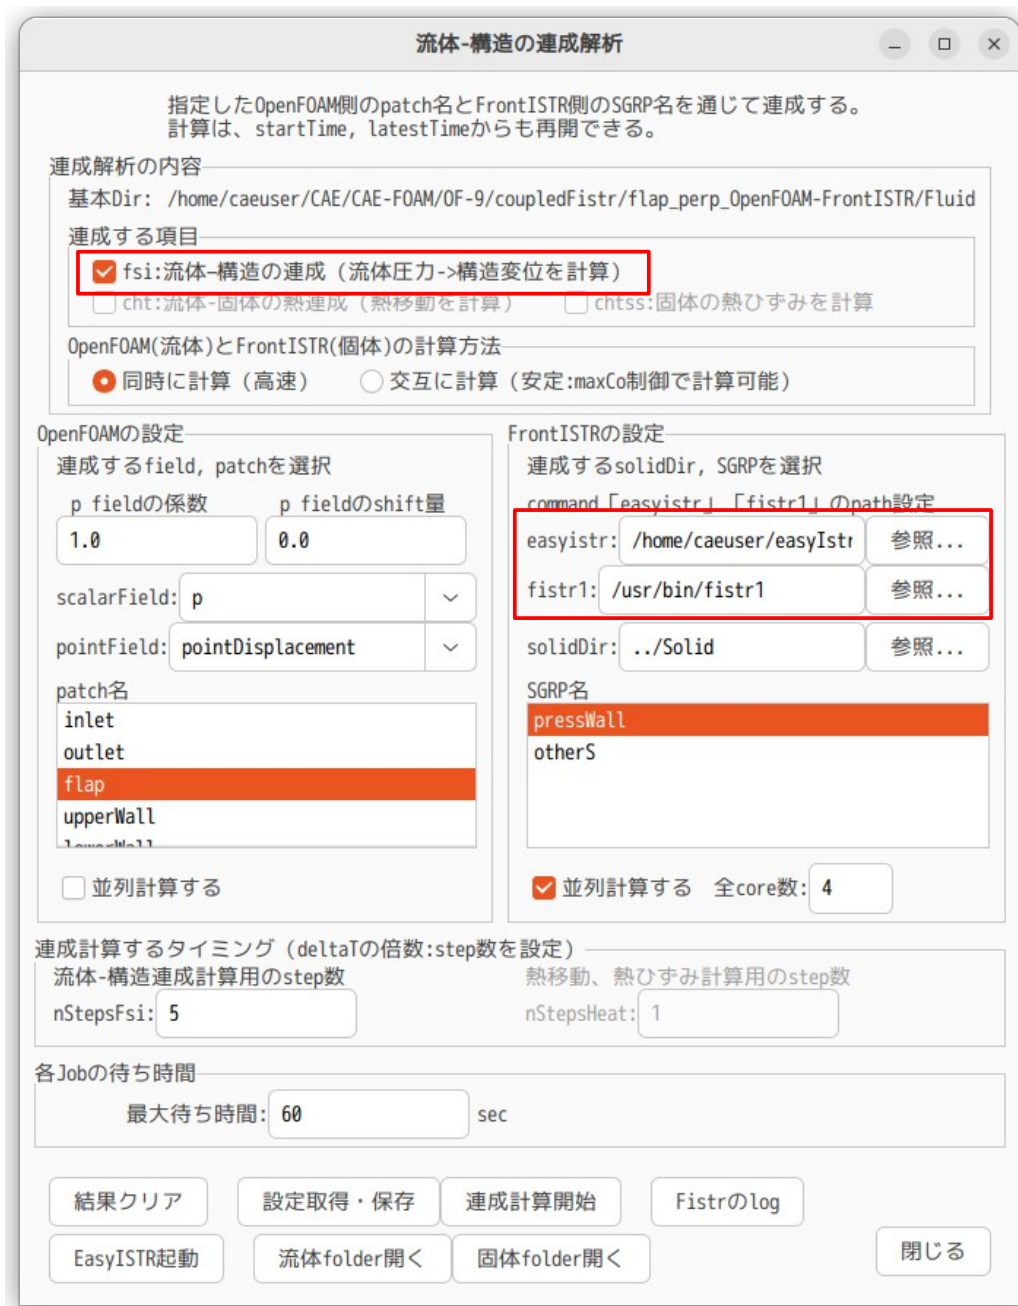 流体-構造の連成解析
指定したOpenFOAM側のpatch名とFrontISTR側のSGRP名を通じて連成する。
計算は、startTime, latestTimeからも再開できる。
連成解析の内容
基本Dir: /home/caeuser/CAE/CAE-FOAM/OF-9/coupledFistr/flap_perp_OpenFOAM-FrontISTR/Fluid
連成する項目
fsi:流体-構造の連成（流体圧力->構造変位を計算）
cht:流体-固体の熱連成（熱移動を計算） chtss:固体の熱ひずみを計算
OpenFOAM(流体)とFrontISTR(個体)の計算方法
同時に計算（高速） 交互に計算（安定:maxCo制御で計算可能）
OpenFOAMの設定
連成するfield, patchを選択
p fieldの係数 p fieldのshift量
1.0 0.0
scalarField: p
pointField: pointDisplacement
patch名
inlet
outlet
flap
upperWall
lowerWall
並列計算する
FrontISTRの設定
連成するsolidDir, SGRPを選択
command「easyistr」「fistr1」のpath設定
easyistr: /home/caeuser/easyIstr 参照...
fistr1: /usr/bin/fistr1 参照...
solidDir: ../Solid 参照...
SGRP名
pressWall
otherS
並列計算する 全core数: 4
連成計算するタイミング（deltaTの倍数:step数を設定）
流体-構造連成計算用のstep数 熱移動、熱ひずみ計算用のstep数
nStepsFsi: 5 nStepsHeat: 1
各Jobの待ち時間
最大待ち時間: 60 sec
結果クリア 設定取得・保存 連成計算開始 Fistrのlog
EasyISTR起動 流体folder開く 固体folder開く 閉じる